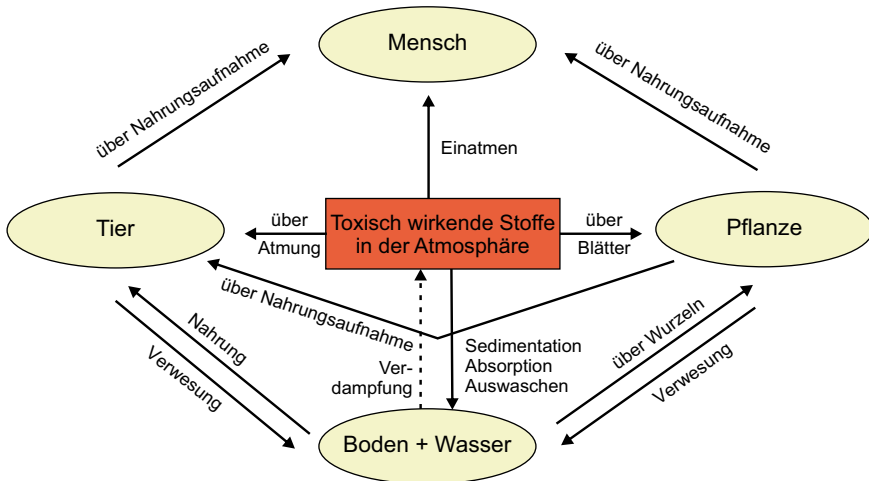 Mensch
über Nahrungsaufnahme
über Nahrungsaufnahme
Einatmen
Tier
über
Atmung
Toxisch wirkende Stoffe
in der Atmosphäre
über
Blätter
Pflanze
über Nahrungsaufnahme
Nahrung
Verwesung
Ver-
dampfung
Sedimentation
Absorption
Auswaschen
über Wurzeln
Verwesung
Boden + Wasser